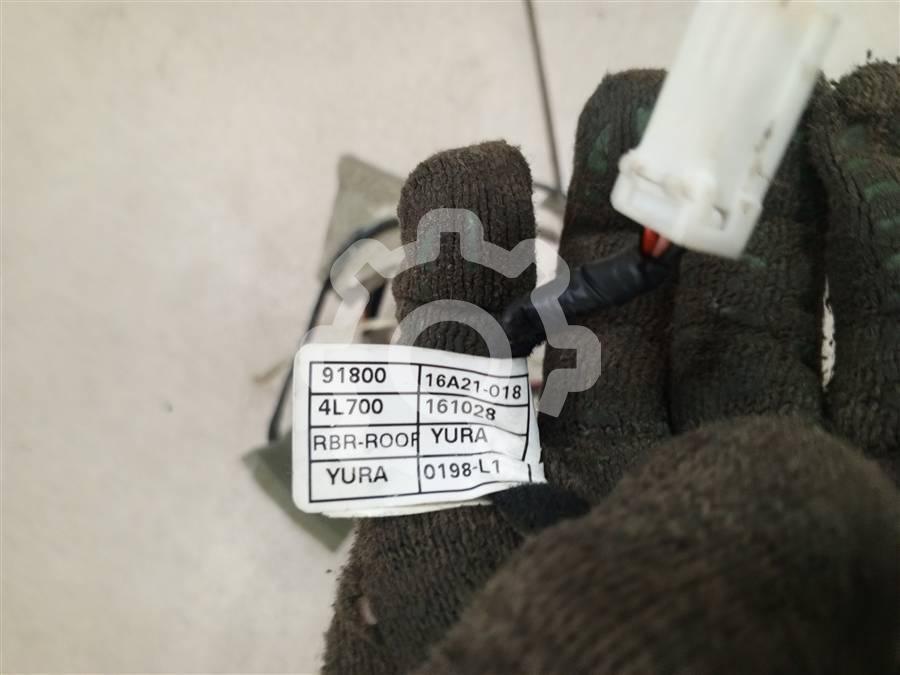 91800 16A21-018
4L700 161028
RBR-ROOF YURA
YURA 0198-L1